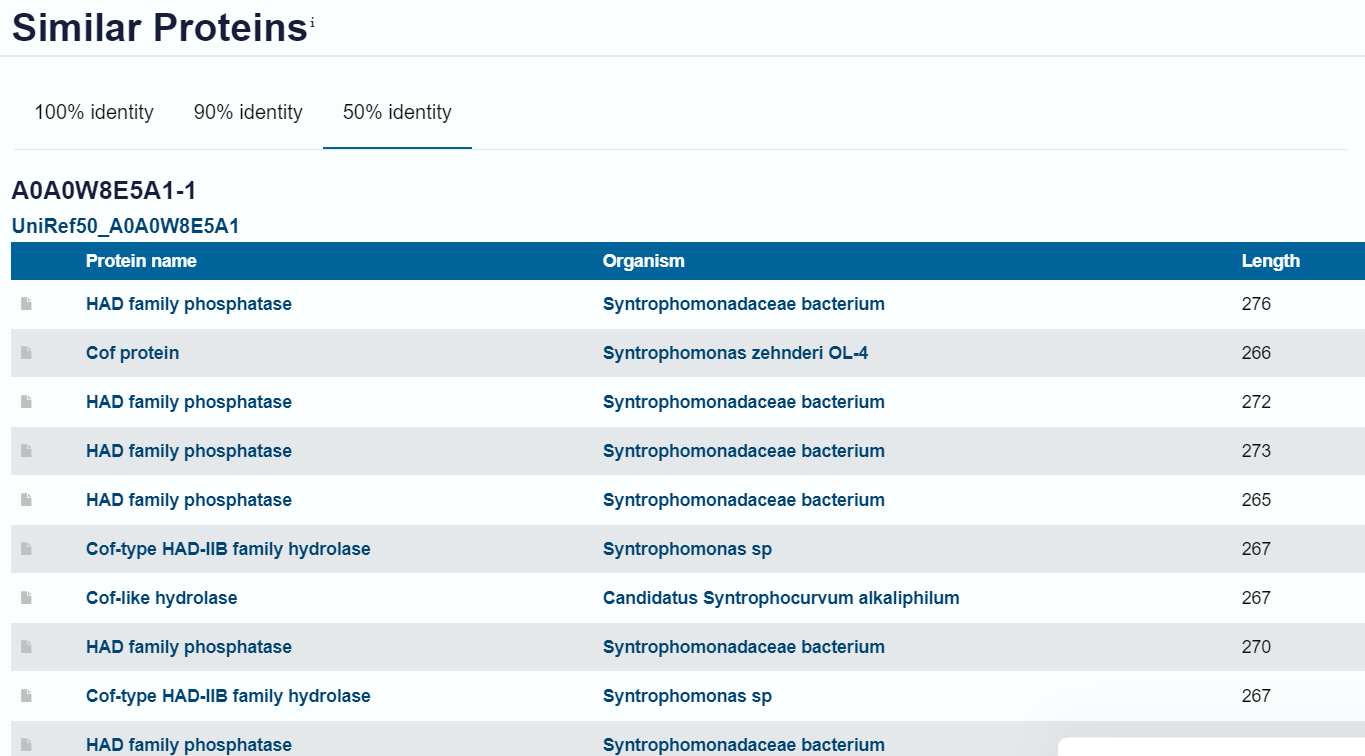 Similar Proteins i
100% identity 90% identity 50% identity
A0A0W8E5A1-1
UniRef50_A0A0W8E5A1
Protein name Organism Length
HAD family phosphatase Syntrophomonadaceae bacterium 276
Cof protein Syntrophomonas zehnderi OL-4 266
HAD family phosphatase Syntrophomonadaceae bacterium 272
HAD family phosphatase Syntrophomonadaceae bacterium 273
HAD family phosphatase Syntrophomonadaceae bacterium 265
Cof-type HAD-IIB family hydrolase Syntrophomonas sp 267
Cof-like hydrolase Candidatus Syntrophocurvum alkaliphilum 267
HAD family phosphatase Syntrophomonadaceae bacterium 270
Cof-type HAD-IIB family hydrolase Syntrophomonas sp 267
HAD family phosphatase Syntrophomonadaceae bacterium